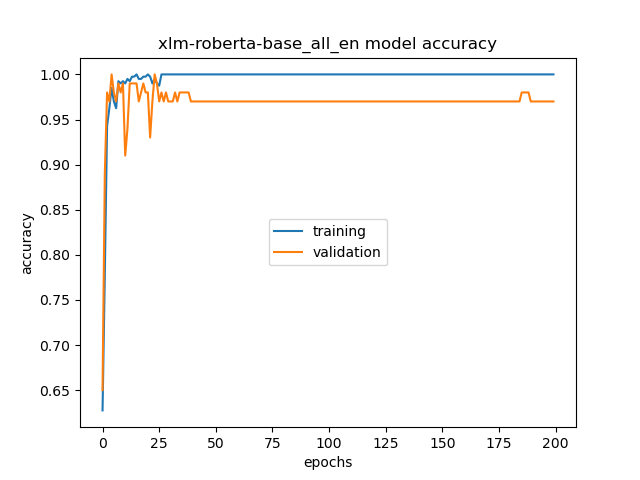 xlm-roberta-base_all_en model accuracy
1.00
0.95
0.90
0.85
0.80
0.75
0.70
0.65
accuracy
training
validation
0 25 50 75 100 125 150 175 200
epochs